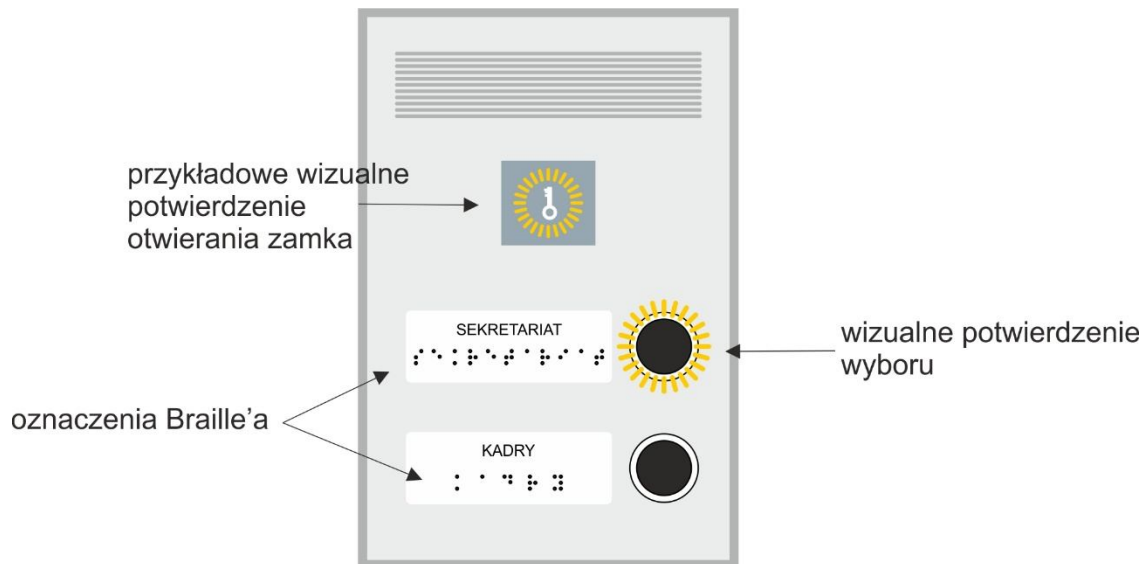 przykładowe wizualne
potwierdzenie
otwierania zamka
SEKRETARIAT
⠎⠑⠅⠗⠑⠞⠁⠗⠊⠁⠞
wizualne potwierdzenie
wyboru
oznaczenia Braille’a
KADRY
⠅⠁⠙⠗⠽